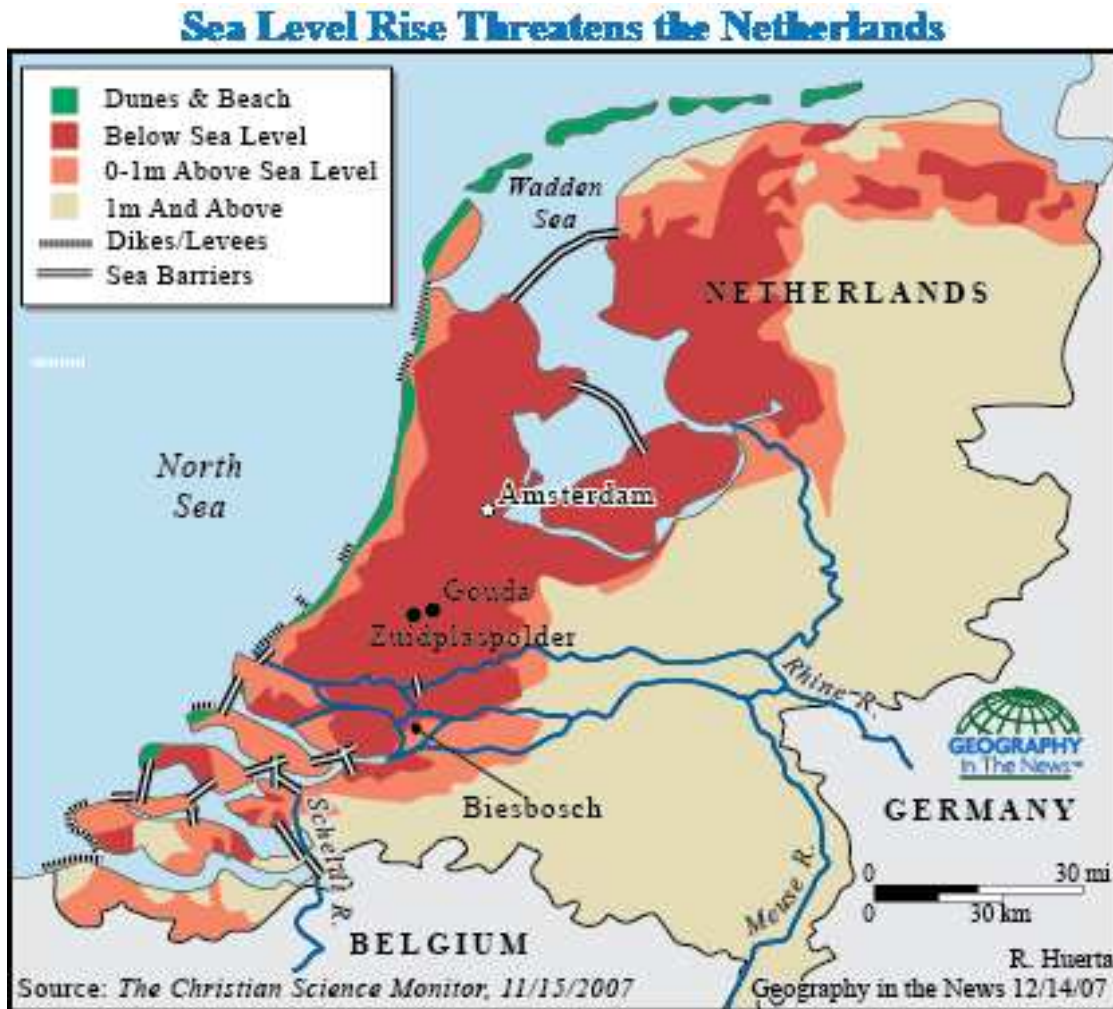 Sea Level Rise Threatens the Netherlands
Dunes & Beach
Below Sea Level
0-1m Above Sea Level
1m And Above
Dikes/Levees
Sea Barriers
Wadden
Sea
NETHERLANDS
North
Sea
Amsterdam
Gouda
Zuidplaspolder
Rhine R.
GEOGRAPHY
In The News™
Biesbosch
GERMANY
Scheldt R.
Meuse R.
0 30 mi
0 30 km
BELGIUM
R. Huerta
Source: The Christian Science Monitor, 11/15/2007
Geography in the News 12/14/07